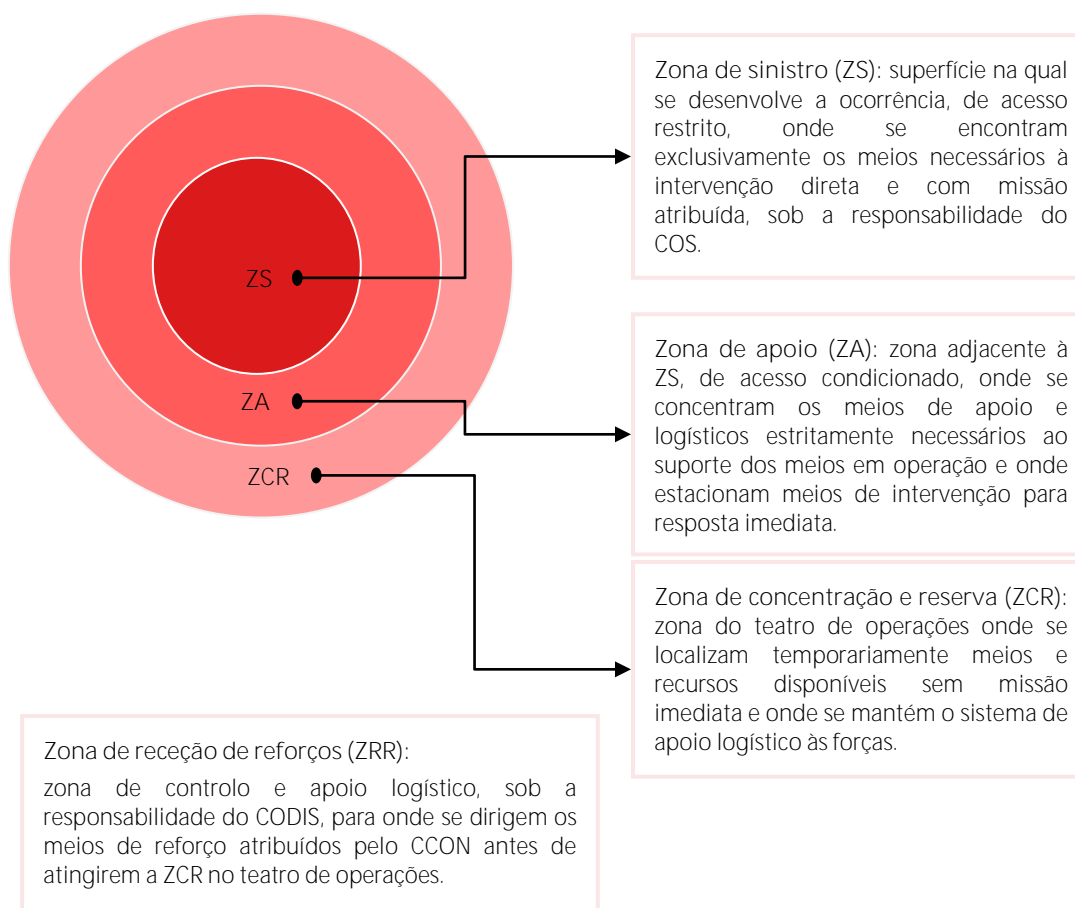 Zona de sinistro (ZS): superfície na qual
se desenvolve a ocorrência, de acesso
restrito, onde se encontram
exclusivamente os meios necessários à
intervenção direta e com missão
atribuída, sob a responsabilidade do
COS.
ZS
Zona de apoio (ZA): zona adjacente à
ZS, de acesso condicionado, onde se
concentram os meios de apoio e
logísticos estritamente necessários ao
suporte dos meios em operação e onde
estacionam meios de intervenção para
resposta imediata.
ZA
ZCR
Zona de concentração e reserva (ZCR):
zona do teatro de operações onde se
localizam temporariamente meios e
recursos disponíveis sem missão
imediata e onde se mantém o sistema de
apoio logístico às forças.
Zona de receção de reforços (ZRR):
zona de controlo e apoio logístico, sob a
responsabilidade do CODIS, para onde se dirigem os
meios de reforço atribuídos pelo CCON antes de
atingirem a ZCR no teatro de operações.